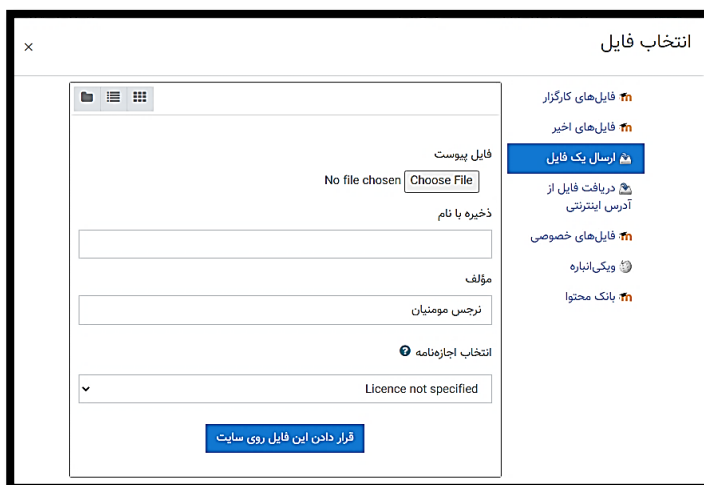 انتخاب فایل
×
فایل‌های کارگزار
فایل‌های اخیر
ارسال یک فایل
دریافت فایل از
آدرس اینترنتی
فایل‌های خصوصی
ویکی‌انباره
بانک محتوا
فایل پیوست
Choose File No file chosen
ذخیره با نام
مؤلف
نرجس مومنیان
انتخاب اجازه‌نامه
Licence not specified
قرار دادن این فایل روی سایت